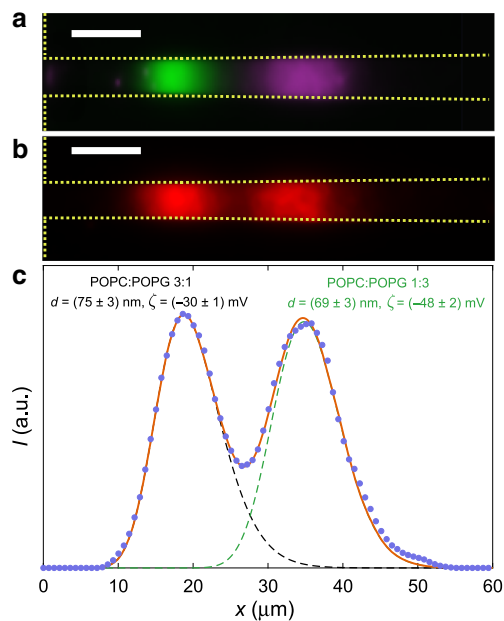 a
b
c
POPC:POPG 3:1
d = (75 ± 3) nm, ζ = (−30 ± 1) mV
POPC:POPG 1:3
d = (69 ± 3) nm, ζ = (−48 ± 2) mV
I (a.u.)
0 10 20 30 40 50 60
x (μm)